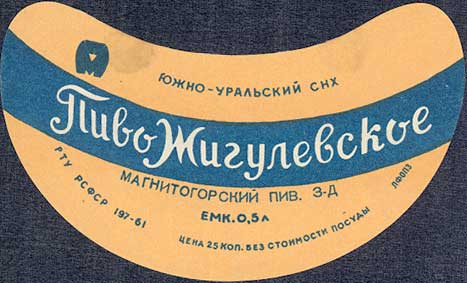 ЮЖНО-УРАЛЬСКИЙ СНХ
Пиво Жигулевское
МАГНИТОГОРСКИЙ ПИВ. З-Д
ЕМК. 0,5 л
РТУ РСФСР 197-61
ЦЕНА 25 КОП. БЕЗ СТОИМОСТИ ПОСУДЫ
ЛФОПЗ